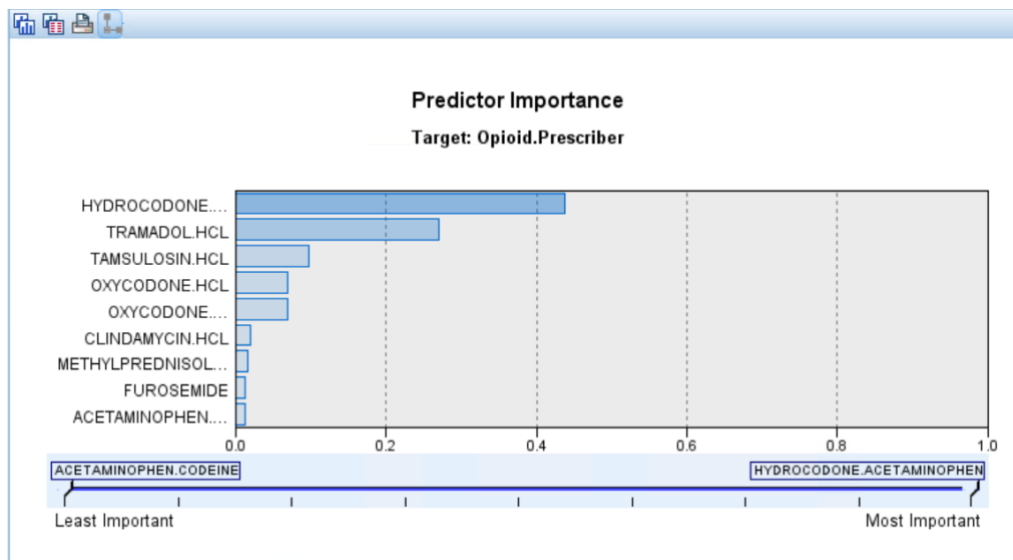 Predictor Importance
Target: Opioid.Prescriber
HYDROCODONE....
TRAMADOL.HCL
TAMSULOSIN.HCL
OXYCODONE.HCL
OXYCODONE....
CLINDAMYCIN.HCL
METHYLPREDNISOL...
FUROSEMIDE
ACETAMINOPHEN....
0.0 0.2 0.4 0.6 0.8 1.0
ACETAMINOPHEN.CODEINE HYDROCODONE.ACETAMINOPHEN
Least Important Most Important